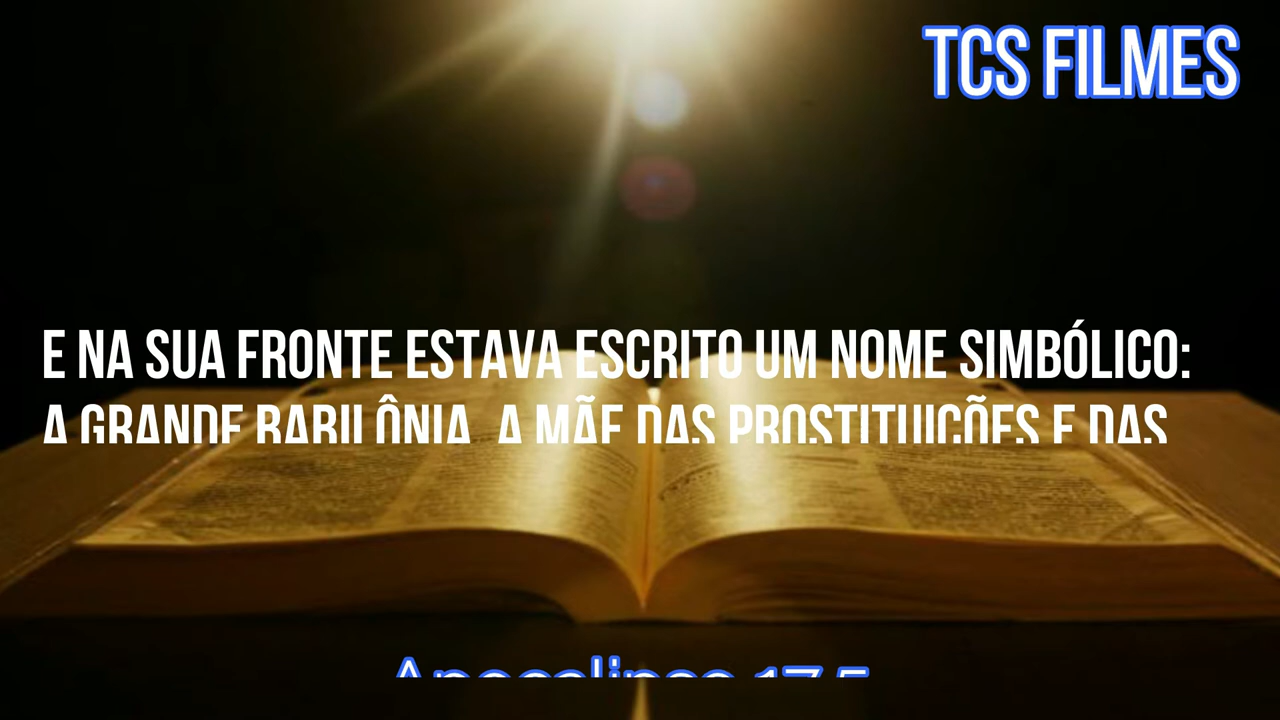 TCS FILMES
E NA SUA FRONTE ESTAVA ESCRITO UM NOME SIMBÓLICO:
A GRANDE BABILÔNIA, A MÃE DAS PROSTITUIÇÕES E DAS
Apocalipse 17.5